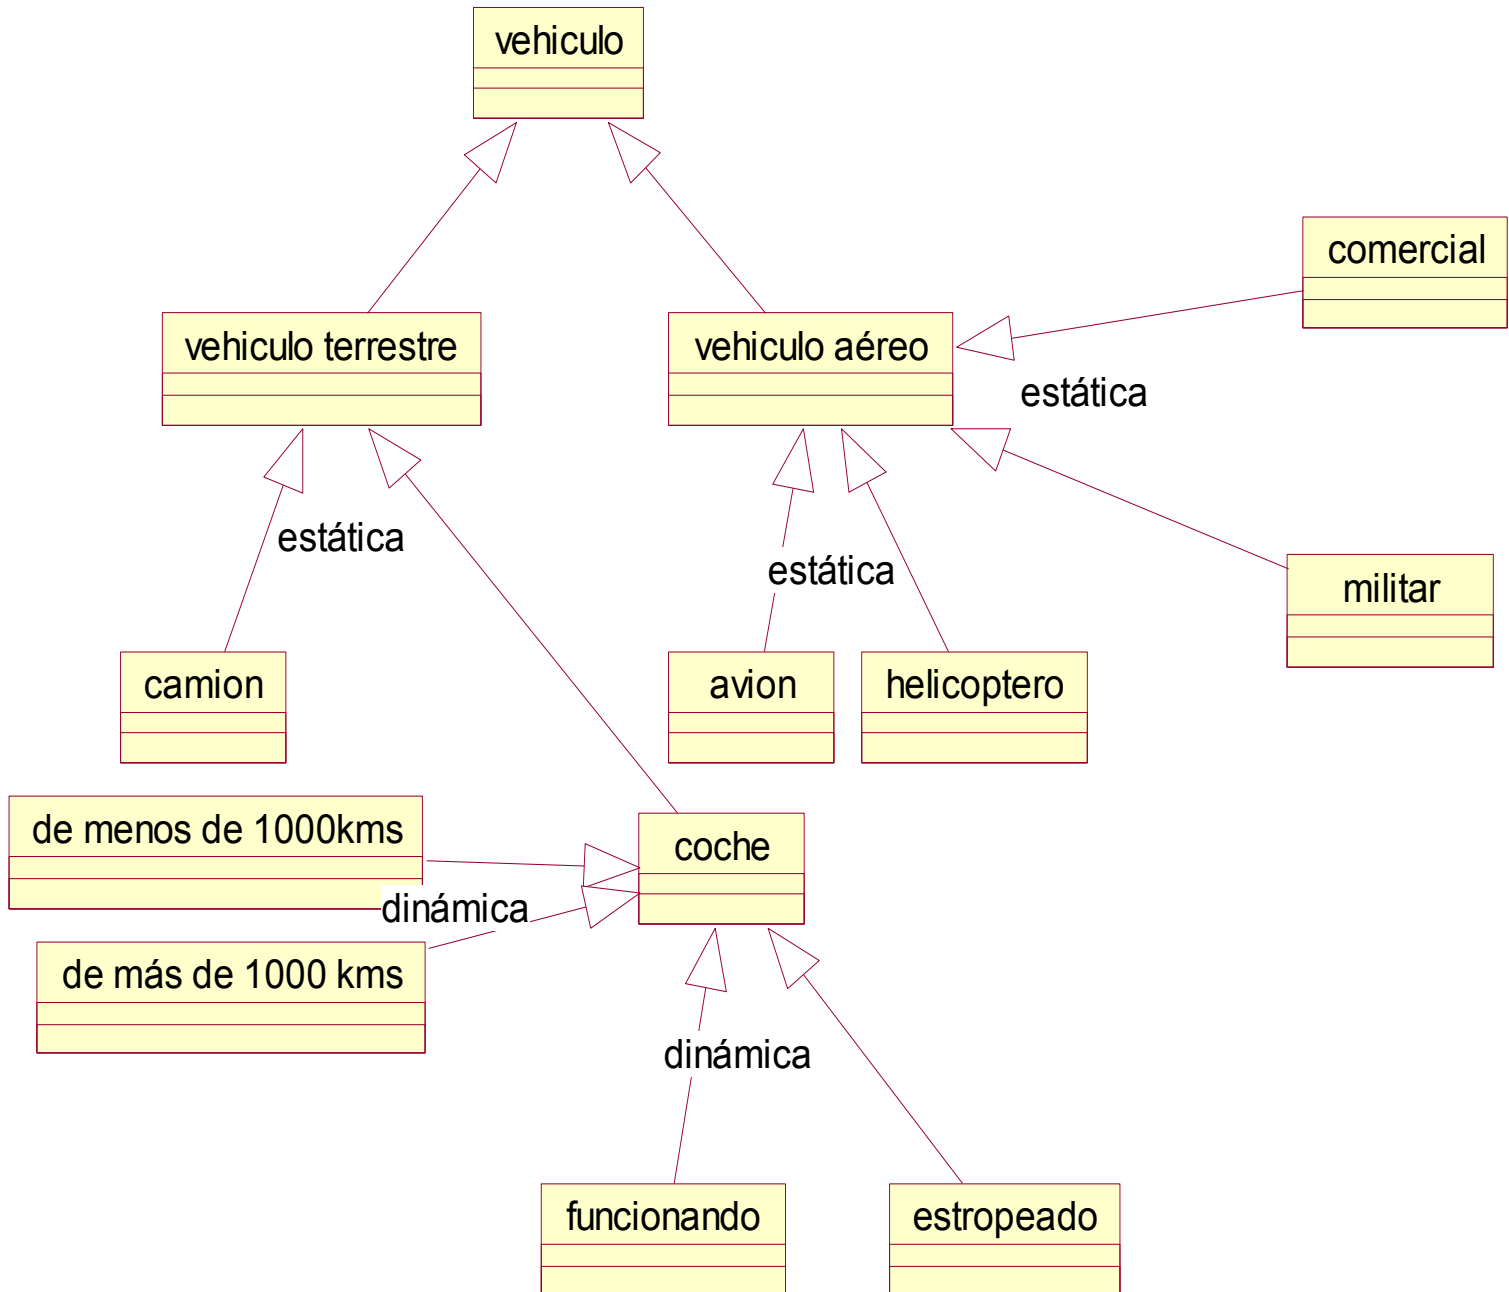 vehiculo
comercial
vehiculo terrestre
vehiculo aéreo
estática
estática
estática
militar
camion
avion
helicoptero
de menos de 1000kms
coche
dinámica
de más de 1000 kms
dinámica
funcionando
estropeado